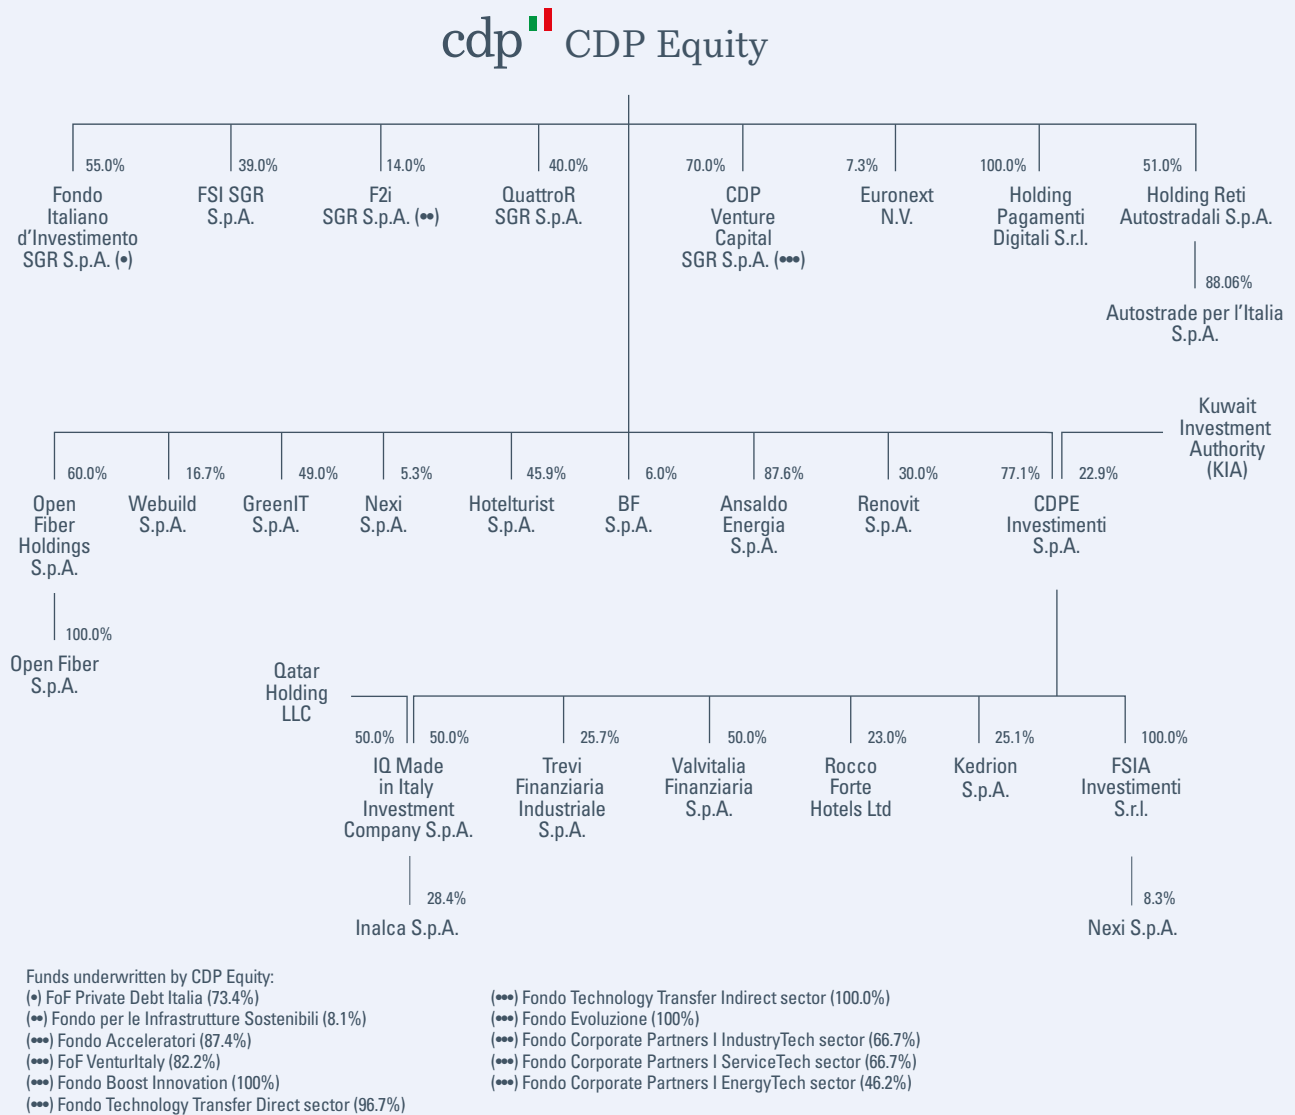 cdp CDP Equity
55.0%
Fondo
Italiano
d'Investimento
SGR S.p.A. (•)
39.0%
FSI SGR
S.p.A.
14.0%
F2i
SGR S.p.A. (••)
40.0%
QuattroR
SGR S.p.A.
70.0%
CDP
Venture
Capital
SGR S.p.A. (•••)
7.3%
Euronext
N.V.
100.0%
Holding
Pagamenti
Digitali S.r.l.
51.0%
Holding Reti
Autostradali S.p.A.
88.06%
Autostrade per l'Italia
S.p.A.
Kuwait
Investment
Authority
(KIA)
60.0%
Open
Fiber
Holdings
S.p.A.
100.0%
Open Fiber
S.p.A.
16.7%
Webuild
S.p.A.
49.0%
GreenIT
S.p.A.
5.3%
Nexi
S.p.A.
45.9%
Hotelturist
S.p.A.
6.0%
BF
S.p.A.
87.6%
Ansaldo
Energia
S.p.A.
30.0%
Renovit
S.p.A.
77.1% 22.9%
CDPE
Investimenti
S.p.A.
Qatar
Holding
LLC
50.0% 50.0%
IQ Made
in Italy
Investment
Company S.p.A.
28.4%
Inalca S.p.A.
25.7%
Trevi
Finanziaria
Industriale
S.p.A.
50.0%
Valvitalia
Finanziaria
S.p.A.
23.0%
Rocco
Forte
Hotels Ltd
25.1%
Kedrion
S.p.A.
100.0%
FSIA
Investimenti
S.r.l.
8.3%
Nexi S.p.A.
Funds underwritten by CDP Equity:
(•) FoF Private Debt Italia (73.4%)
(••) Fondo per le Infrastrutture Sostenibili (8.1%)
(•••) Fondo Acceleratori (87.4%)
(•••) FoF VenturItaly (82.2%)
(•••) Fondo Boost Innovation (100%)
(•••) Fondo Technology Transfer Direct sector (96.7%)
(•••) Fondo Technology Transfer Indirect sector (100.0%)
(•••) Fondo Evoluzione (100%)
(•••) Fondo Corporate Partners I IndustryTech sector (66.7%)
(•••) Fondo Corporate Partners I ServiceTech sector (66.7%)
(•••) Fondo Corporate Partners I EnergyTech sector (46.2%)